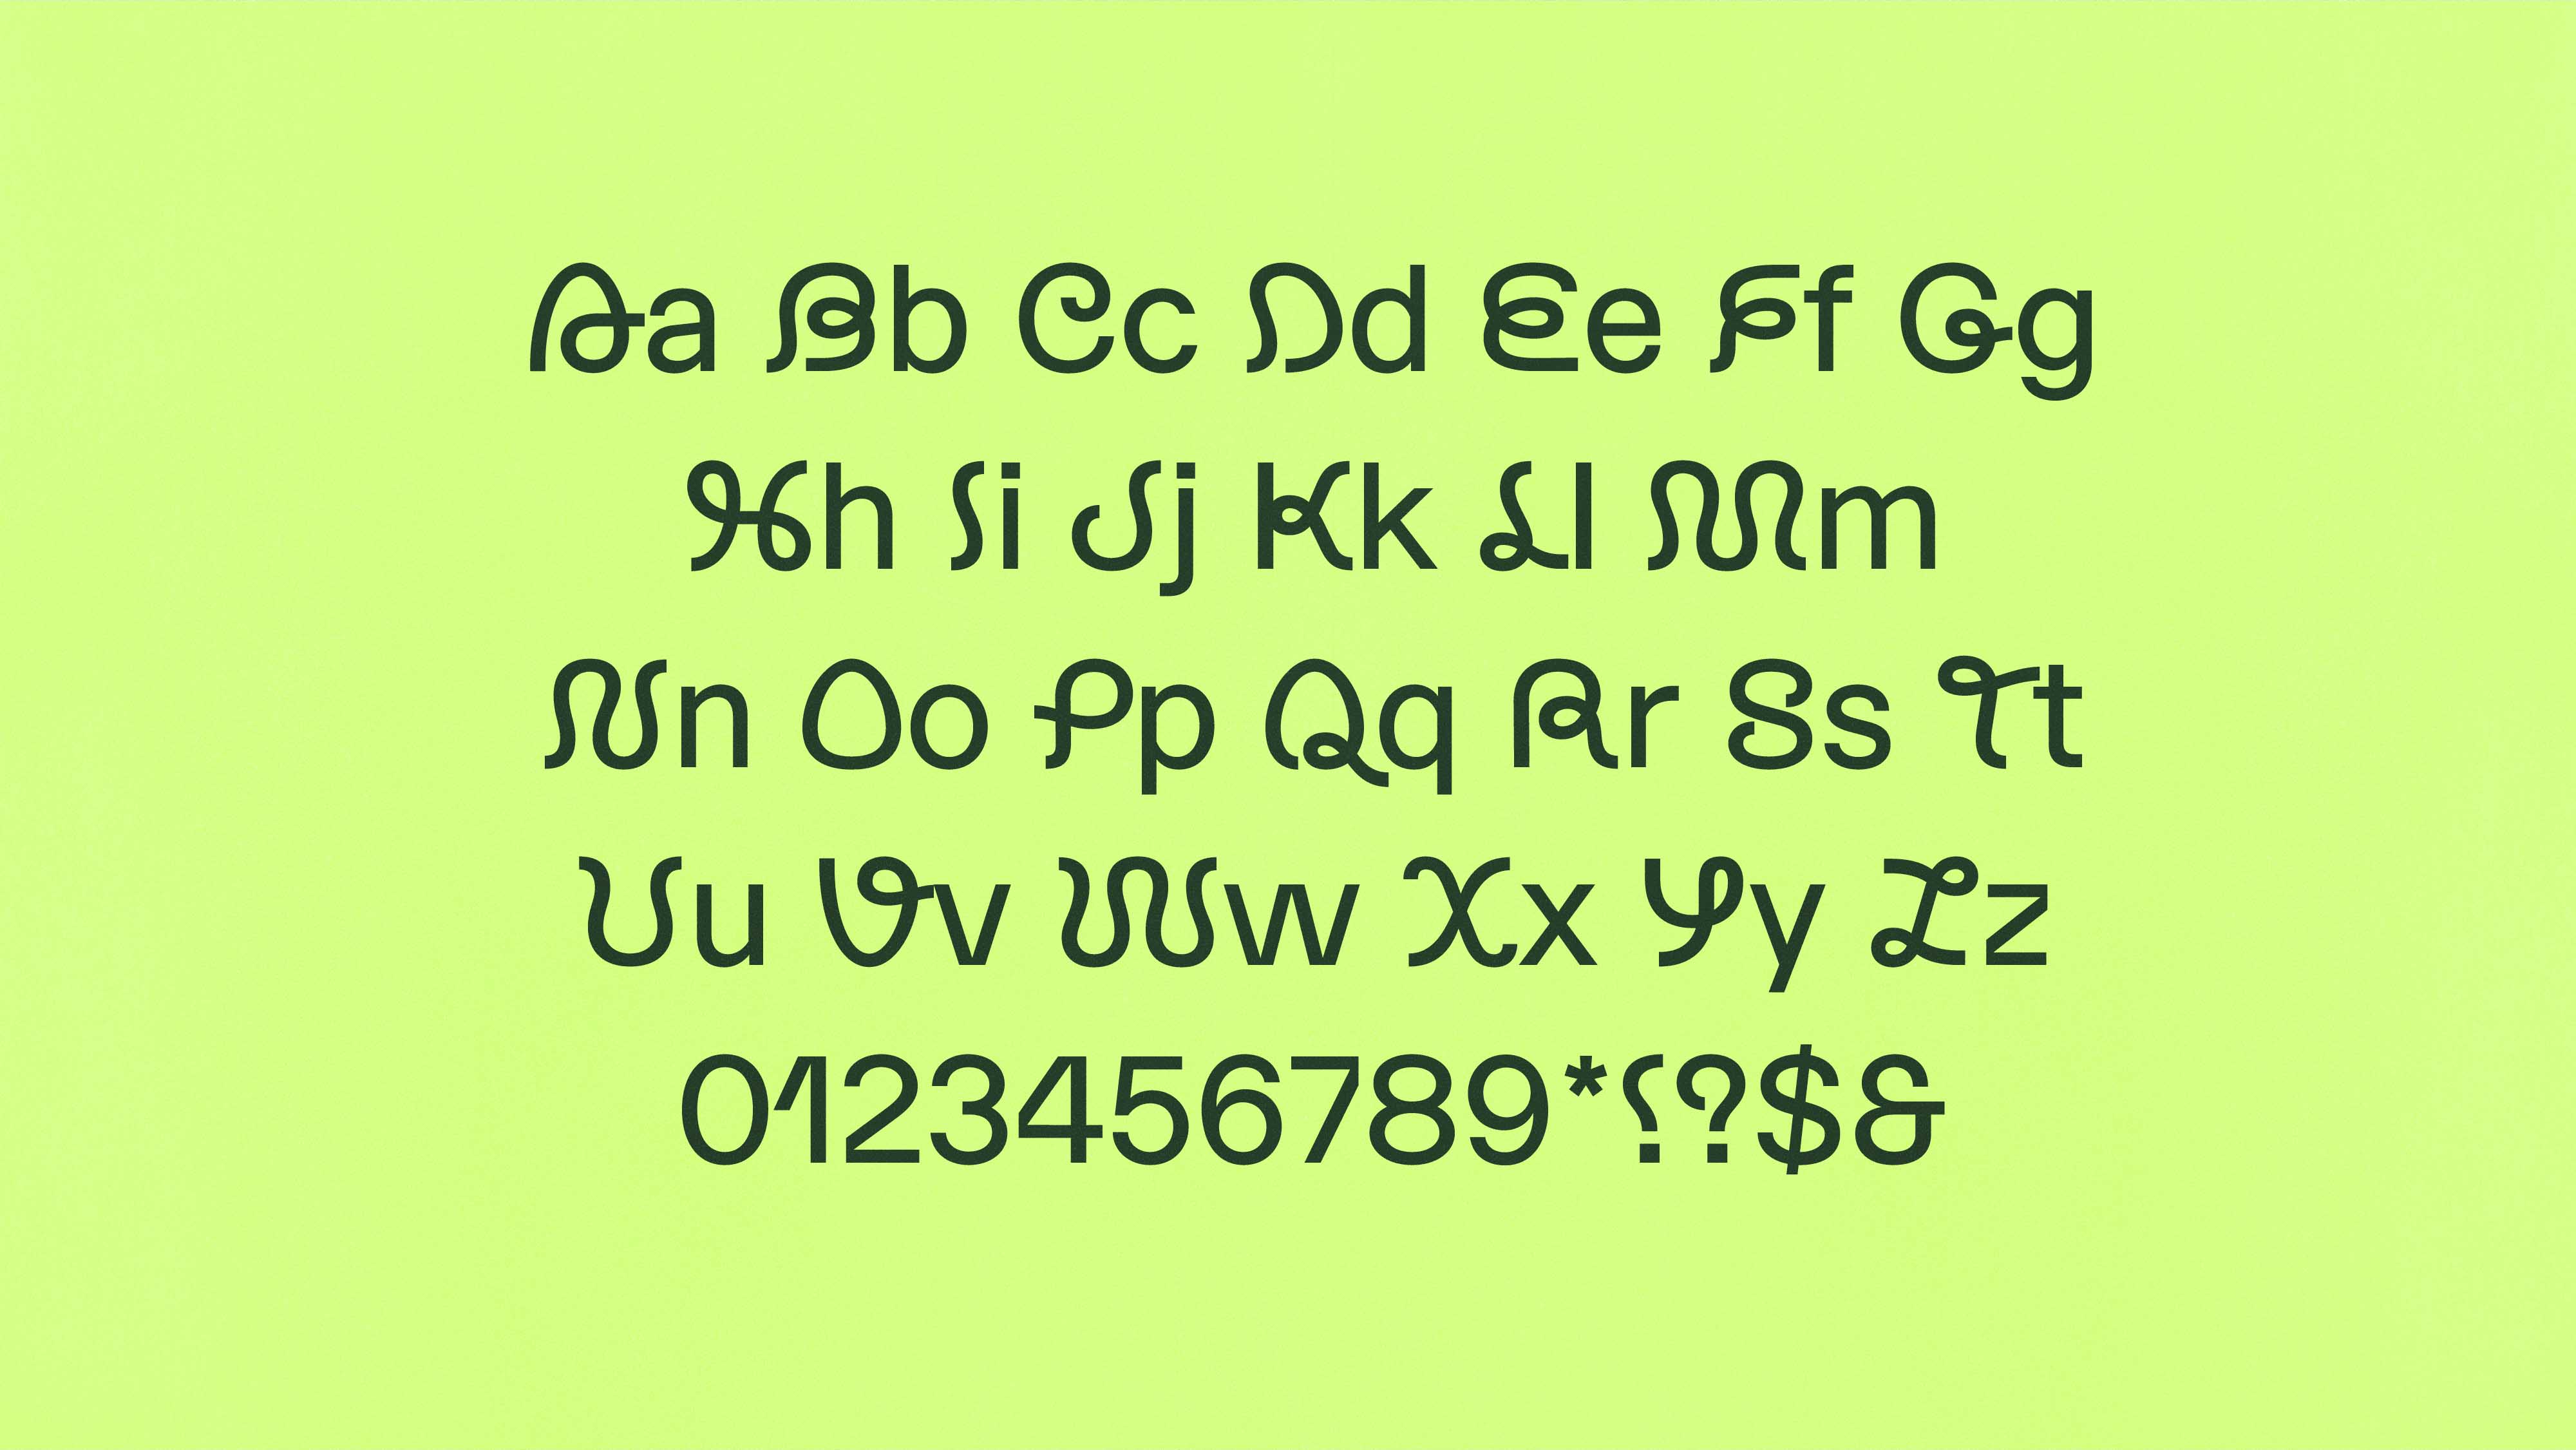 Aa Bb Cc Dd Ee Ff Gg
Hh Ii Jj Kk Ll Mm
Nn Oo Pp Qq Rr Ss Tt
Uu Vv Ww Xx Yy Zz
0123456789*!?$&